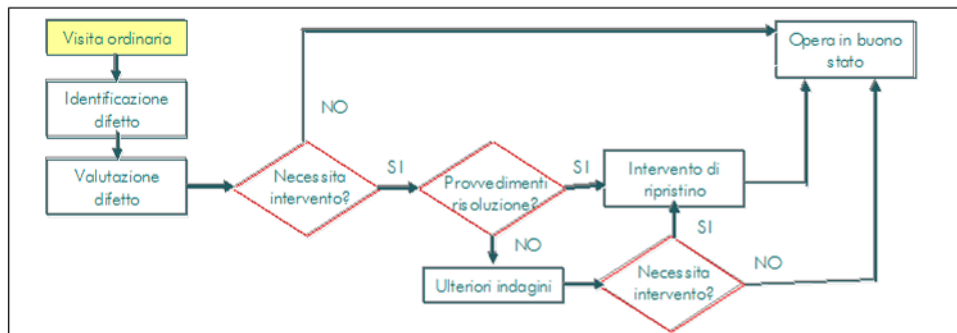 Visita ordinaria
Opera in buono
stato
Identificazione
difetto
NO
Valutazione
difetto
Necessita
intervento?
SI
Provvedimenti
risoluzione?
SI
Intervento di
ripristino
NO
SI
Ulteriori indagini
Necessita
intervento?
NO